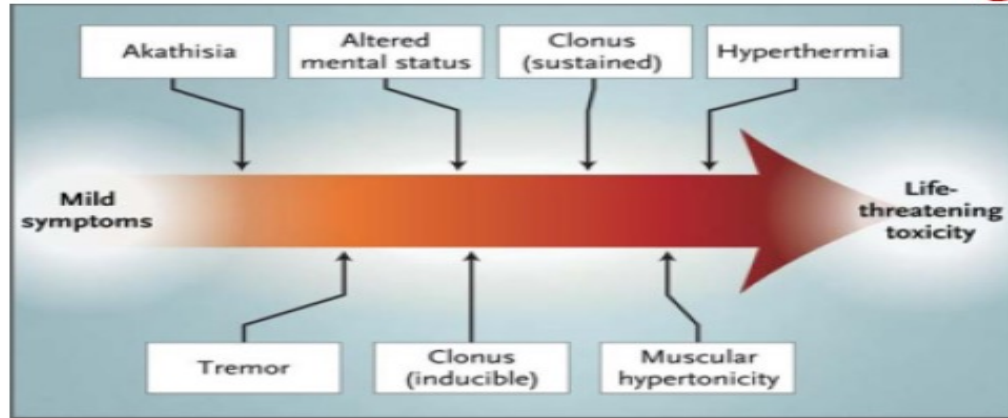 Akathisia
Altered
mental status
Clonus
(sustained)
Hyperthermia
Mild
symptoms
Life-
threatening
toxicity
Tremor
Clonus
(inducible)
Muscular
hypertonicity